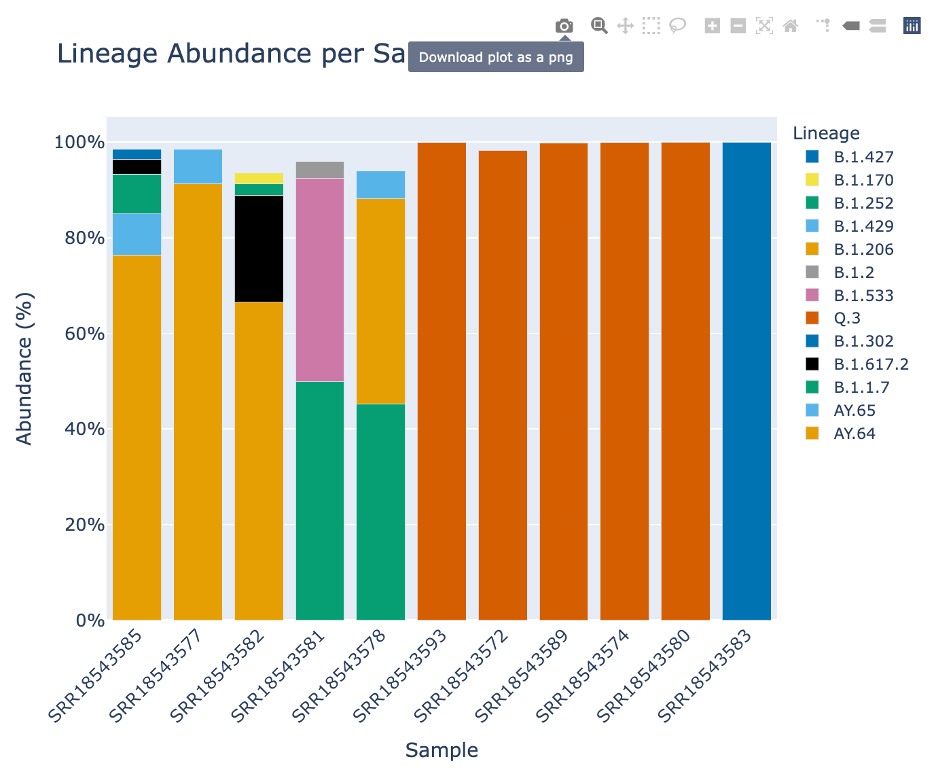 Lineage Abundance per Sa
Download plot as a png
Lineage
B.1.427
B.1.170
B.1.252
B.1.429
B.1.206
B.1.2
B.1.533
Q.3
B.1.302
B.1.617.2
B.1.1.7
AY.65
AY.64
100%
80%
60%
40%
20%
0%
Abundance (%)
SRR18543585
SRR18543577
SRR18543582
SRR18543581
SRR18543578
SRR18543593
SRR18543572
SRR18543589
SRR18543574
SRR18543580
SRR18543583
Sample